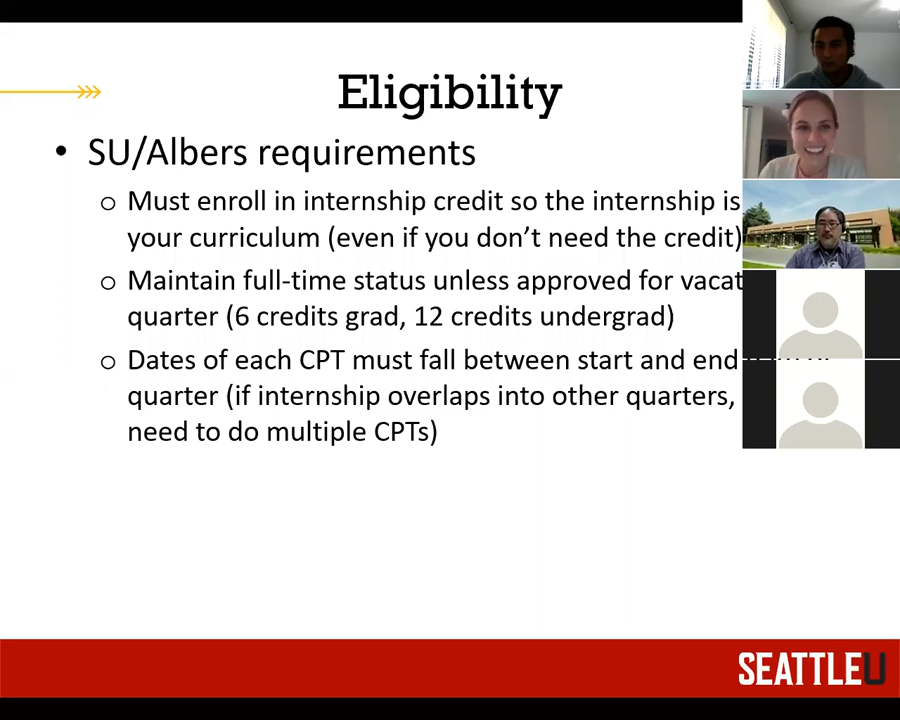 Eligibility
• SU/Albers requirements
o Must enroll in internship credit so the internship is
your curriculum (even if you don’t need the credit)
o Maintain full-time status unless approved for
quarter (6 credits grad, 12 credits undergrad)
o Dates of each CPT must fall between start and end
quarter (if internship overlaps into other quarters,
need to do multiple CPTs)
SEATTLEU